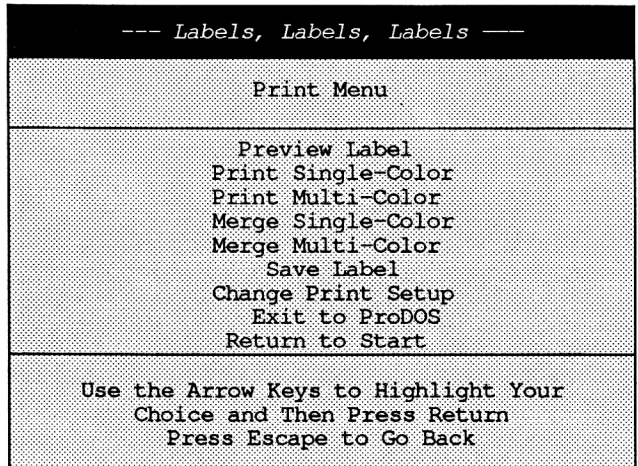 --- Labels, Labels, Labels ---
Print Menu
Preview Label
Print Single-Color
Print Multi-Color
Merge Single-Color
Merge Multi-Color
Save Label
Change Print Setup
Exit to ProDOS
Return to Start
Use the Arrow Keys to Highlight Your
Choice and Then Press Return
Press Escape to Go Back